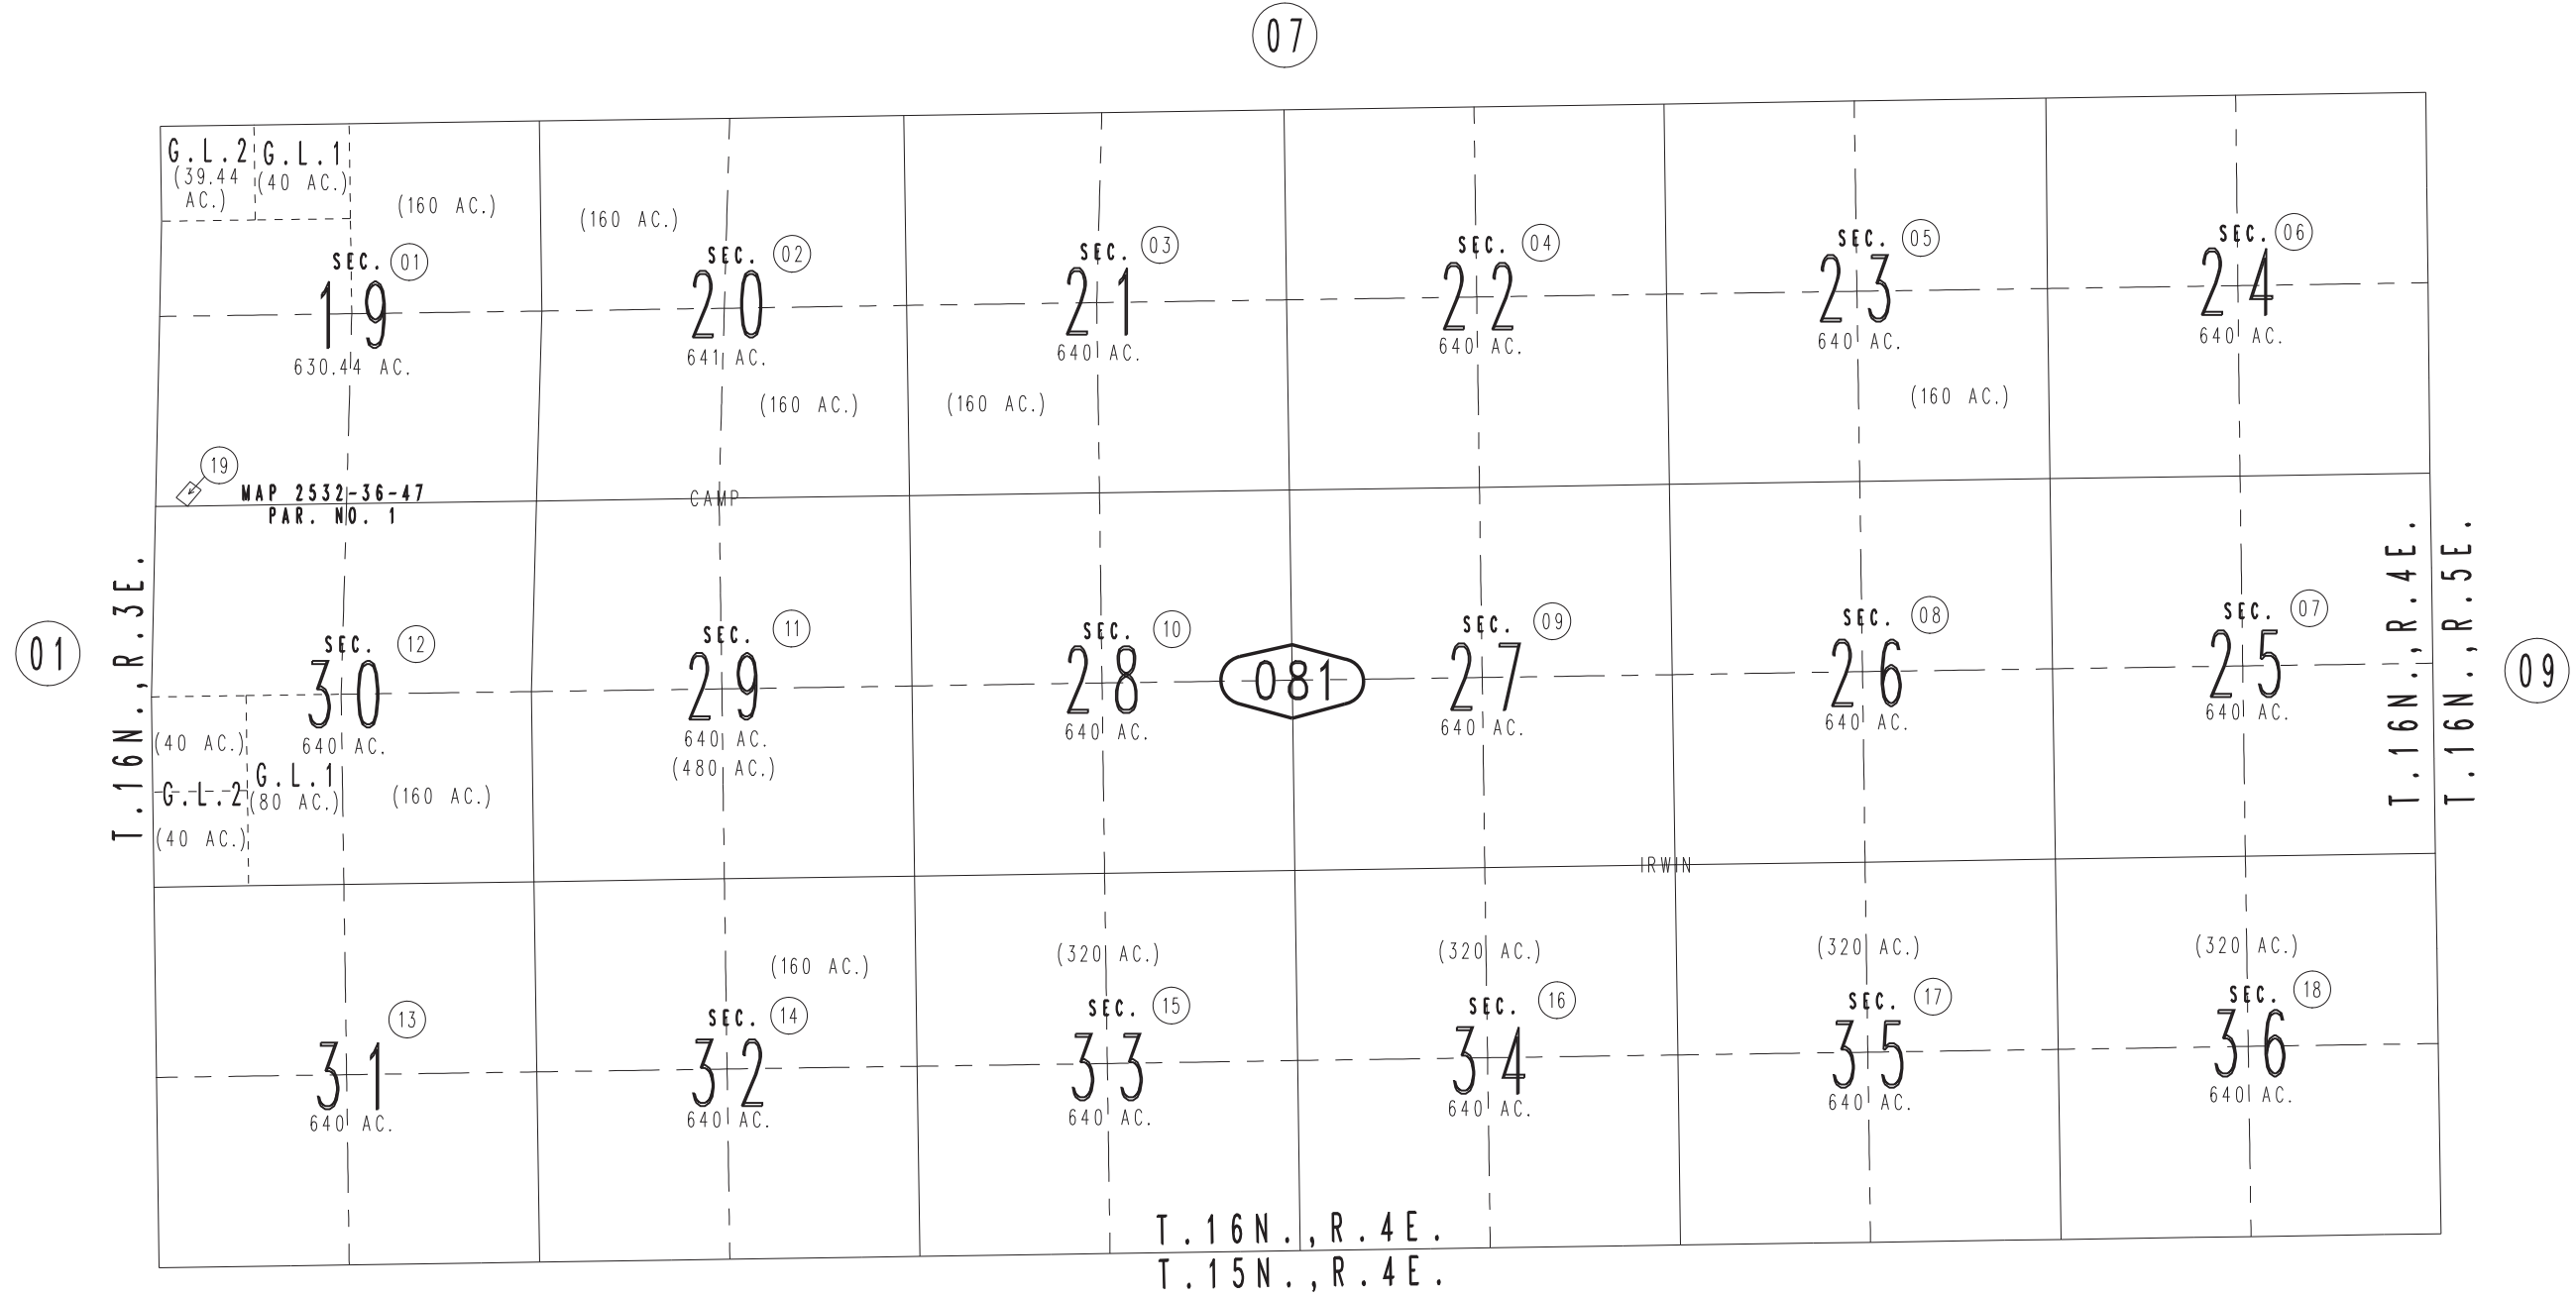 07
G.L.2 G.L.1
(39.44 AC.) (40 AC.)
(160 AC.) (160 AC.)
SEC. 01 SEC. 02 SEC. 03 SEC. 04 SEC. 05 SEC. 06
19 20 21 22 23 24
630.44 AC. 641 AC. 640 AC. 640 AC. 640 AC. 640 AC.
(160 AC.) (160 AC.) (160 AC.)
19
MAP 2532-36-47
PAR. NO. 1
CAMP
T.16N.,R.3E.
T.16N.,R.4E.
T.16N.,R.5E.
01
09
SEC. 12 SEC. 11 SEC. 10 SEC. 09 SEC. 08 SEC. 07
30 29 28 081 27 26 25
640 AC. 640 AC. 640 AC. 640 AC. 640 AC. 640 AC.
(40 AC.) (480 AC.)
G.L.2 G.L.1
(80 AC.) (160 AC.)
(40 AC.)
IRWIN
(160 AC.) (320 AC.) (320 AC.) (320 AC.) (320 AC.)
13 SEC. 14 SEC. 15 SEC. 16 SEC. 17 SEC. 18
31 32 33 34 35 36
640 AC. 640 AC. 640 AC. 640 AC. 640 AC. 640 AC.
T.16N.,R.4E.
T.15N.,R.4E.